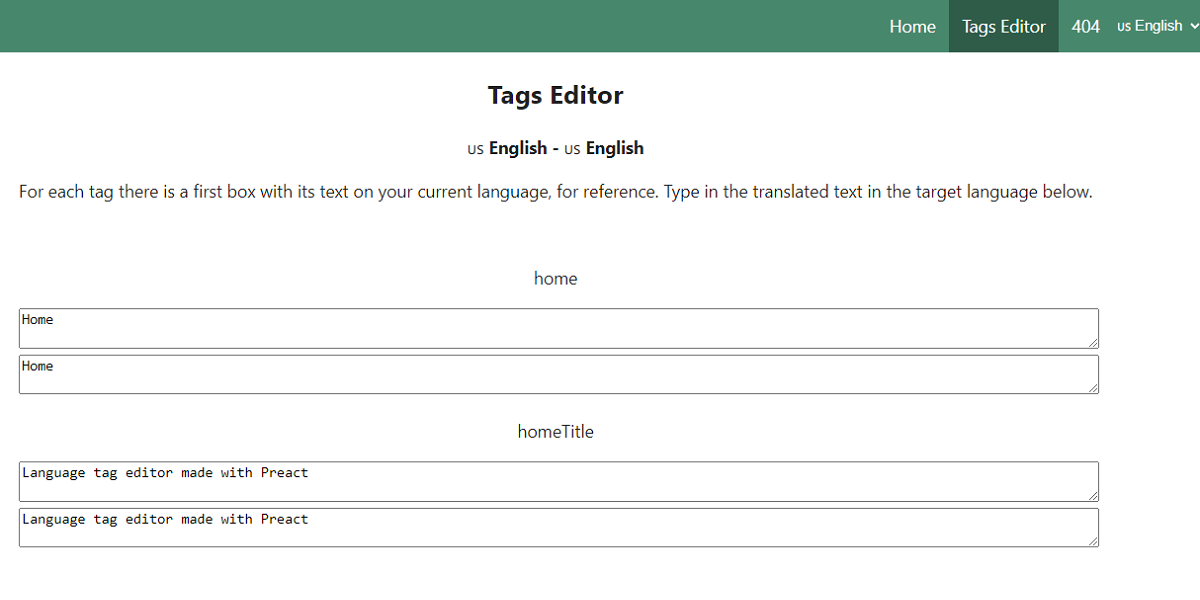 Home Tags Editor 404 us English
Tags Editor
us English - us English
For each tag there is a first box with its text on your current language, for reference. Type in the translated text in the target language below.
home
Home
Home
homeTitle
Language tag editor made with Preact
Language tag editor made with Preact